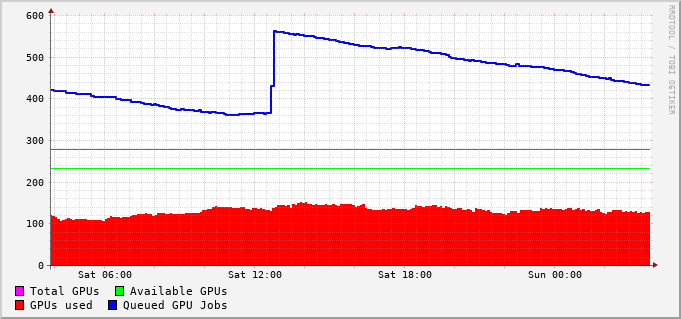 600
500
400
300
200
100
0
Sat 06:00 Sat 12:00 Sat 18:00 Sun 00:00
Total GPUs Available GPUs
GPUs used Queued GPU Jobs
RRDTOOL / TOBI OETIKER